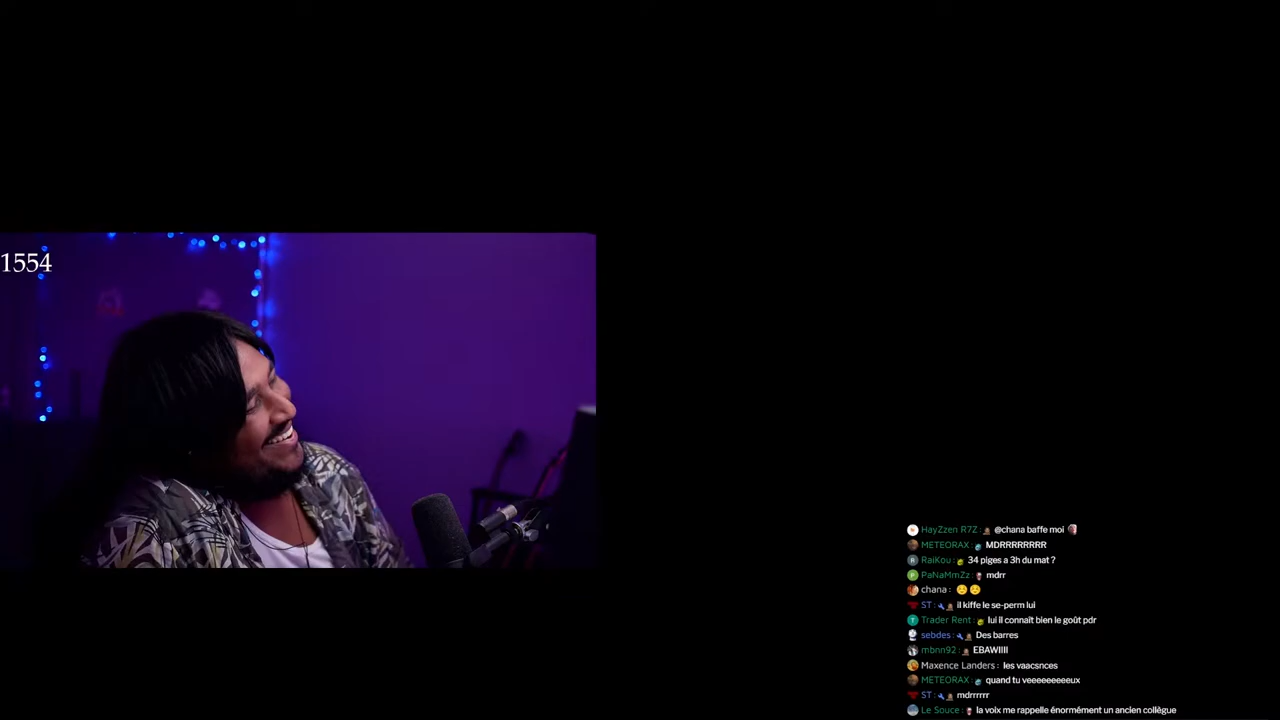 1554
HayZzen R7Z : @chana baffe moi
METEORAX : MDRRRRRRRR
RaiKou : 34 piges a 3h du mat ?
PaNaMmZz : mdrr
chana :
ST : il kiffe le se-perm lui
Trader Rent : lui il connaît bien le goût pdr
sebdes : Des barres
mbnn92 : EBAWIIII
Maxence Landers : les vaacsnces
METEORAX : quand tu veeeeeeeeeux
ST : mdrrrrrr
Le Souce : la voix me rappelle énormément un ancien collègue